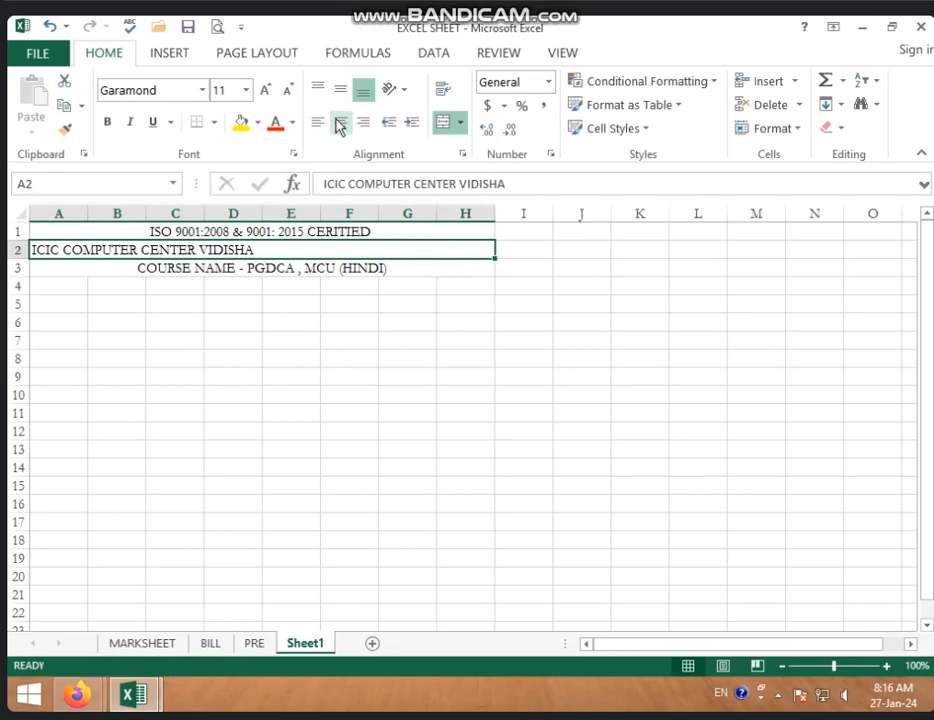 www.BANDICAM.com
EXCEL SHEET - Microsoft Excel
FILE HOME INSERT PAGE LAYOUT FORMULAS DATA REVIEW VIEW
Sign in
Paste
Garamond 11
General
Conditional Formatting
Format as Table
Cell Styles
Insert
Delete
Format
Clipboard Font Alignment Number Styles Cells Editing
A2
ICIC COMPUTER CENTER VIDISHA
A B C D E F G H I J K L M N O
1 ISO 9001:2008 & 9001: 2015 CERITIED
2 ICIC COMPUTER CENTER VIDISHA
3 COURSE NAME - PGDCA , MCU (HINDI)
4
5
6
7
8
9
10
11
12
13
14
15
16
17
18
19
20
21
22
23
MARKSHEET BILL PRE Sheet1
READY
100%
EN
8:16 AM
27-Jan-24